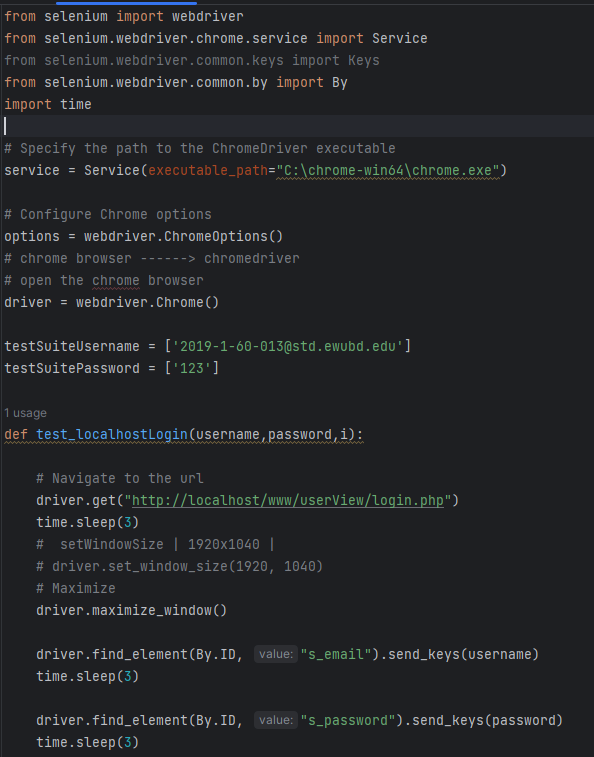 from selenium import webdriver
from selenium.webdriver.chrome.service import Service
from selenium.webdriver.common.keys import Keys
from selenium.webdriver.common.by import By
import time
# Specify the path to the ChromeDriver executable
service = Service(executable_path="C:\chrome-win64\chrome.exe")
# Configure Chrome options
options = webdriver.ChromeOptions()
# chrome browser ------> chromedriver
# open the chrome browser
driver = webdriver.Chrome()
testSuiteUsername = ['2019-1-60-013@std.ewubd.edu']
testSuitePassword = ['123']
1 usage
def test_localhostLogin(username,password,i):
    # Navigate to the url
    driver.get("http://localhost/www/userView/login.php")
    time.sleep(3)
    #  setWindowSize | 1920x1040 |
    # driver.set_window_size(1920, 1040)
    # Maximize
    driver.maximize_window()
    driver.find_element(By.ID, value: "s_email").send_keys(username)
    time.sleep(3)
    driver.find_element(By.ID, value: "s_password").send_keys(password)
    time.sleep(3)